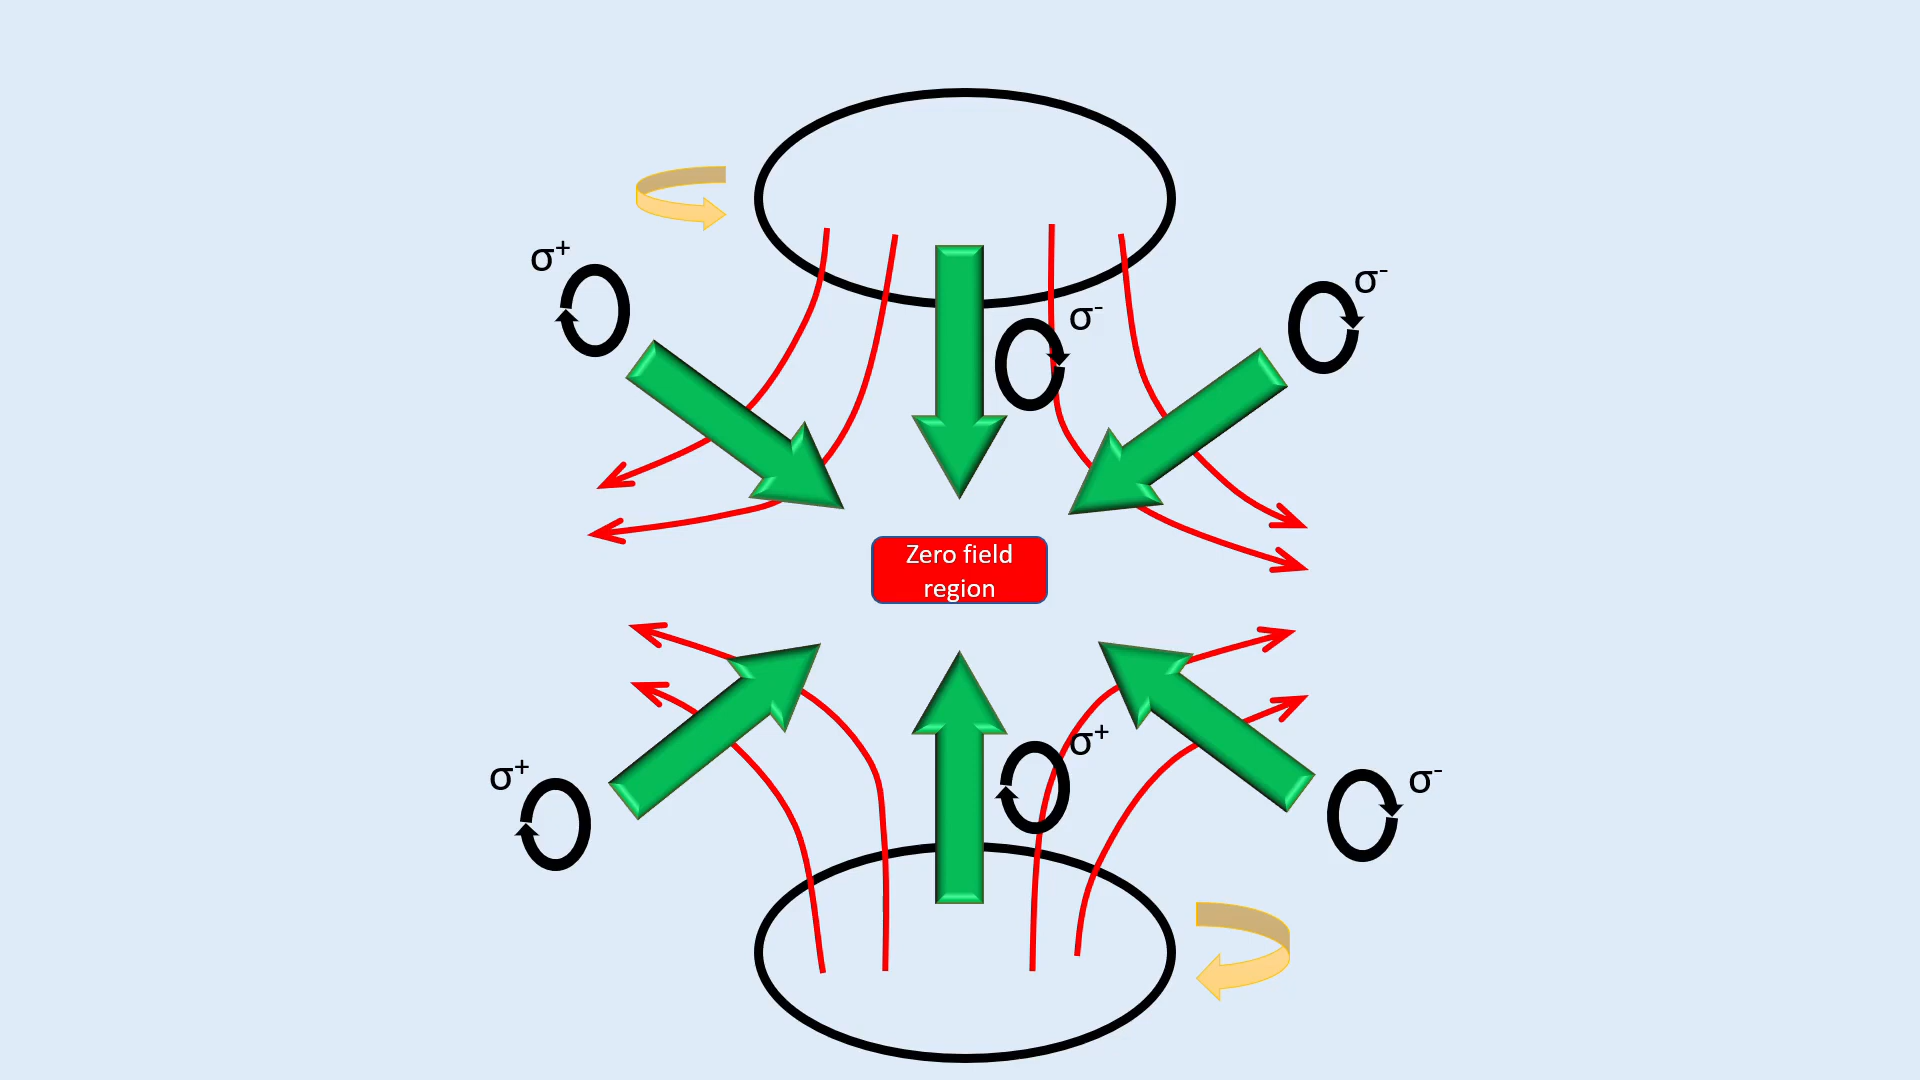 σ⁺
σ⁻
σ⁻
Zero field
region
σ⁺
σ⁺
σ⁻